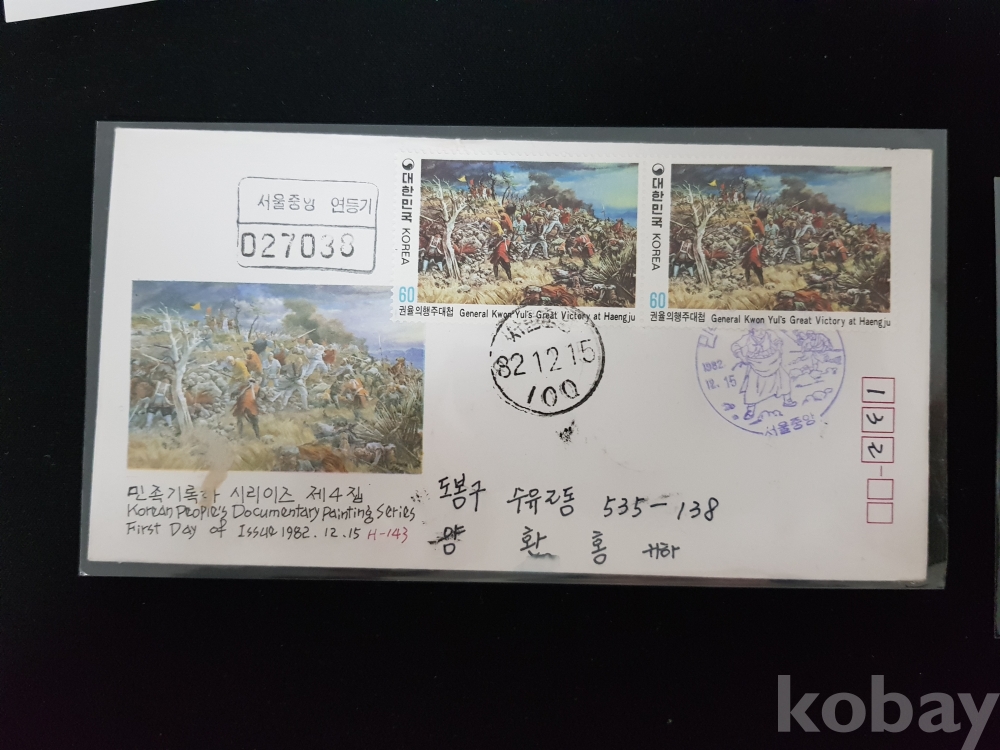 서울중앙 연등기
027038
대한민국 KOREA
60
권율의행주대첩 General Kwon Yul's Great Victory at Haengju
대한민국 KOREA
60
권율의행주대첩 General Kwon Yul's Great Victory at Haengju
82.12.15
100
1982.
12.15
서울중앙
132-
민족기록화 시리이즈 제4집
Korean People's Documentary Painting Series
First Day of Issue 1982.12.15 H-143
도봉구 수유2동 535-138
양 환 홍 귀하
kobay